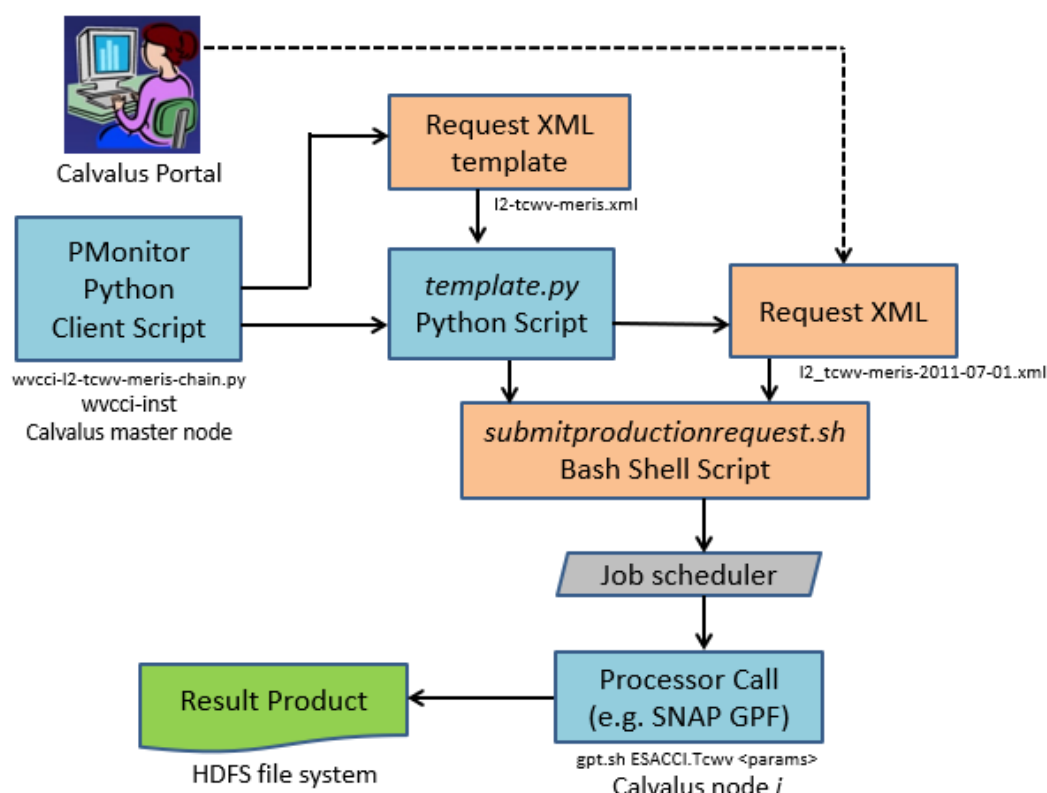 Calvalus Portal
Request XML
template
l2-tcwv-meris.xml
PMonitor
Python
Client Script
wvcci-l2-tcwv-meris-chain.py
wvcci-inst
Calvalus master node
template.py
Python Script
Request XML
l2_tcwv-meris-2011-07-01.xml
submitproductionrequest.sh
Bash Shell Script
Job scheduler
Processor Call
(e.g. SNAP GPF)
gpt.sh ESACCI.Tcwv <params>
Calvalus node i
Result Product
HDFS file system